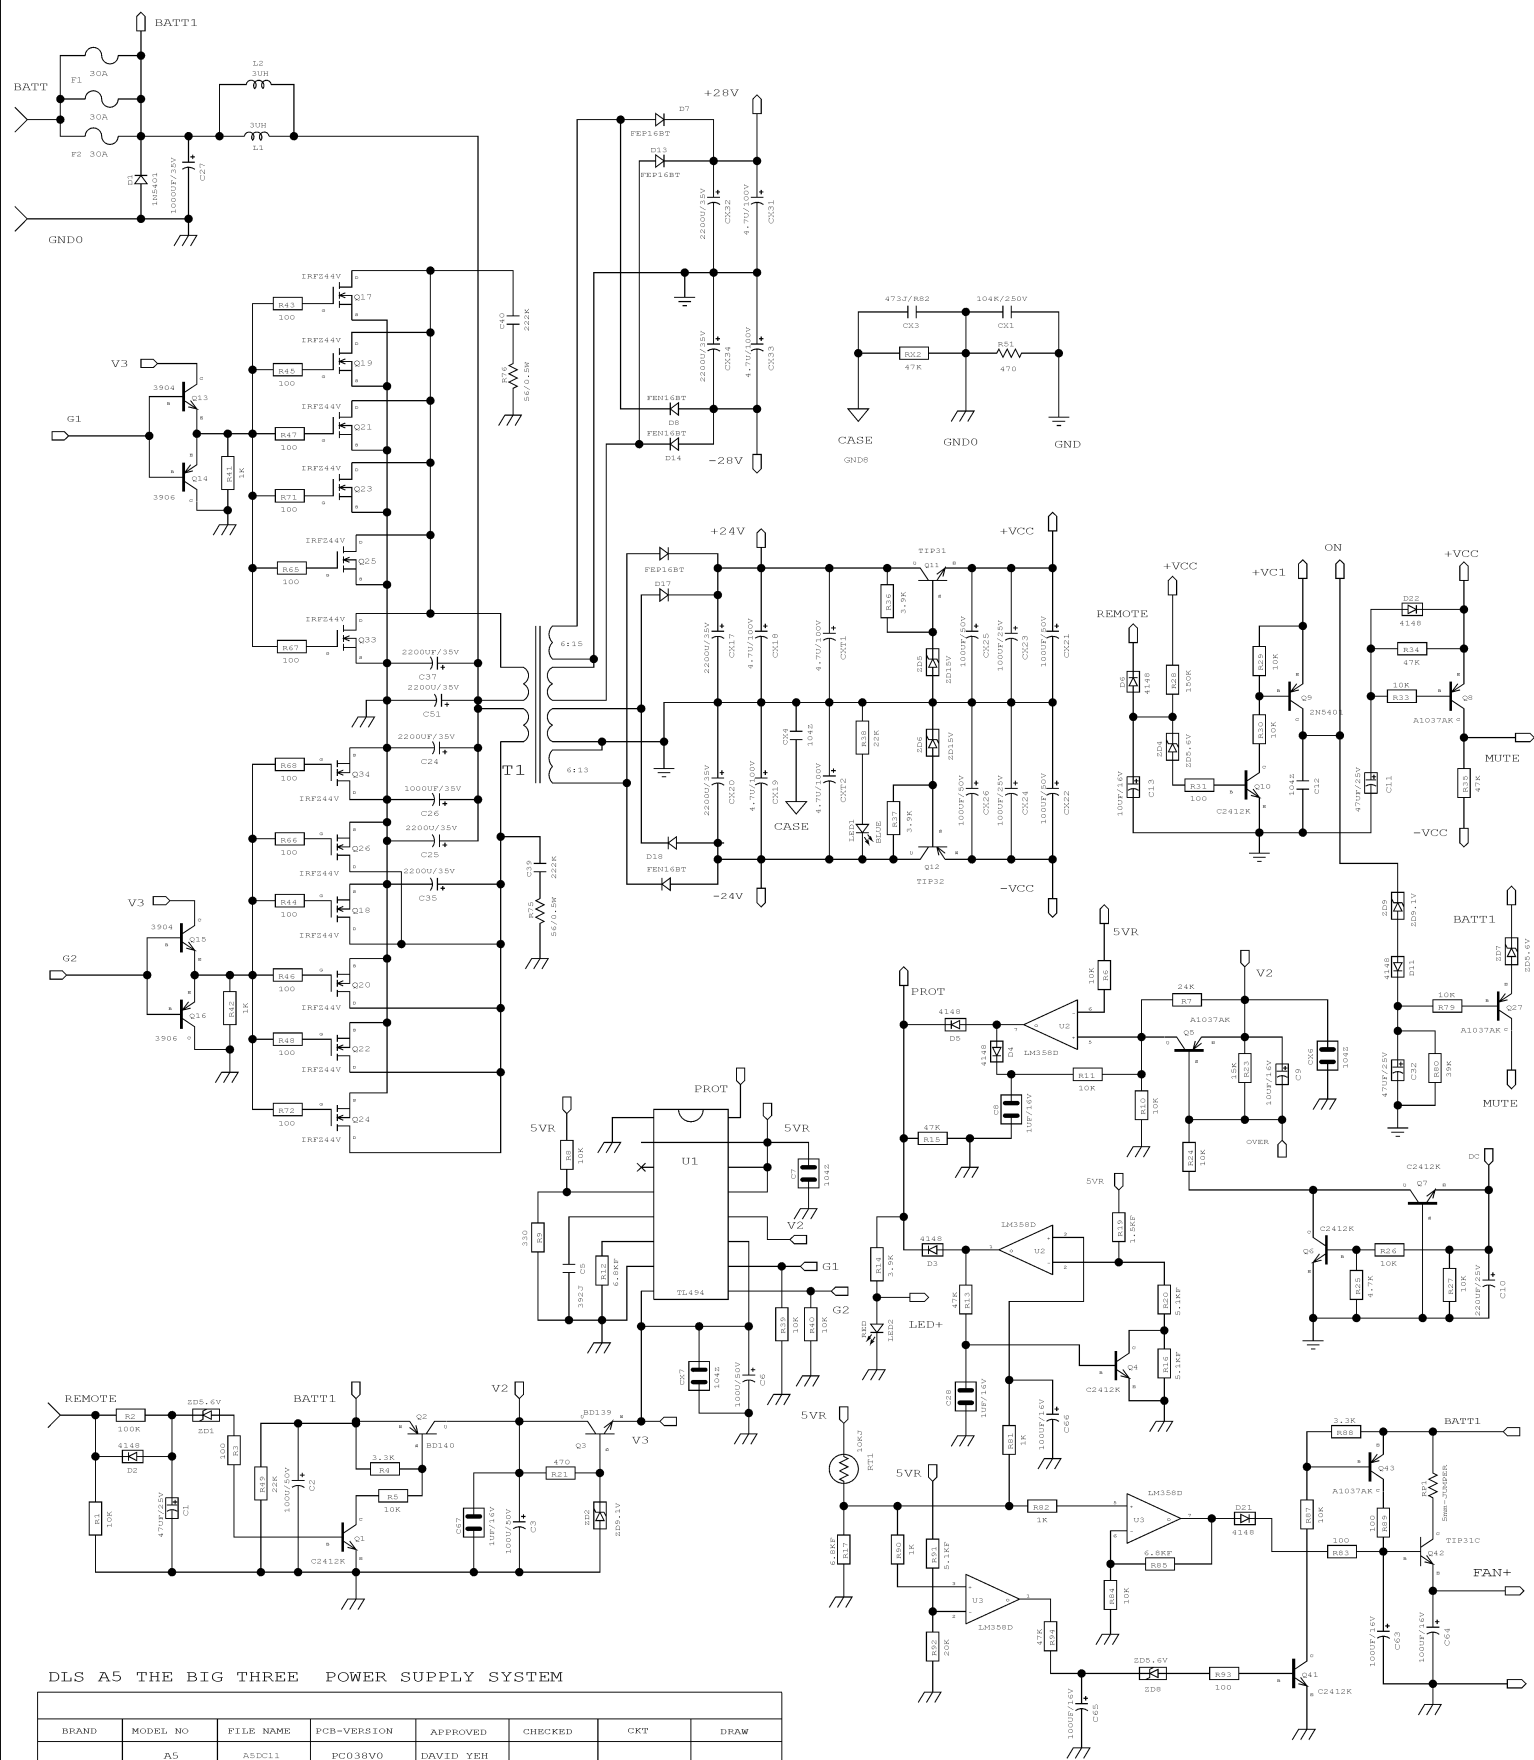 BATT1
F1
30A
BATT
30A
F2 30A
L2
3UH
3UH
L1
D1
1N5401
1000UF/35V
C27
GND0
+28V
D7
FEP16BT
D13
FEP16BT
2200U/35V
CX32
4.7U/100V
CX31
2200U/35V
CX34
4.7U/100V
CX33
FEN16BT
D8
FEN16BT
D14
-28V
473J/R82
CX3
104K/250V
CX1
RX2
47K
R51
470
CASE
GND8
GND0
GND
IRFZ44V
R43
100
Q17
IRFZ44V
R45
100
Q19
IRFZ44V
R47
100
Q21
IRFZ44V
R71
100
Q23
IRFZ44V
R65
100
Q25
IRFZ44V
R67
100
Q33
V3
3904
Q13
G1
Q14
3906
R41
1K
C40
222K
R76
56/0.5W
2200UF/35V
C37
2200U/35V
C51
2200UF/35V
C24
1000UF/35V
C26
2200U/35V
C25
2200U/35V
C35
T1
6:15
6:13
R68
100
Q34
IRFZ44V
R66
100
Q26
IRFZ44V
R44
100
Q18
IRFZ44V
R46
100
Q20
IRFZ44V
R48
100
Q22
IRFZ44V
R72
100
Q24
IRFZ44V
V3
3904
Q15
G2
Q16
3906
R42
1K
C39
222K
R75
56/0.5W
+24V
FEP16BT
D17
2200U/35V
CX17
4.7U/100V
CX18
4.7U/100V
CXT1
R36
3.9K
TIP31
Q11
ZD5
ZD15V
100UF/50V
CX25
100UF/25V
CX23
100UF/50V
CX21
+VCC
2200U/35V
CX20
4.7U/100V
CX19
CX4
104Z
CASE
4.7U/100V
CXT2
R38
22K
LED1
BLUE
R37
3.9K
ZD6
ZD15V
100UF/50V
CX26
100UF/25V
CX24
100UF/50V
CX22
D18
FEN16BT
-24V
Q12
TIP32
-VCC
REMOTE
D6
4148
+VCC
R28
150K
ZD4
ZD5.6V
10UF/16V
C13
R31
100
Q10
C2412K
+VC1
R29
10K
R30
10K
Q9
2N5401
104Z
C12
ON
D22
4148
R34
47K
10K
R33
Q8
A1037AK
+VCC
47UF/25V
C11
MUTE
R35
47K
-VCC
ZD9
ZD9.1V
4148
D11
10K
R79
BATT1
ZD7
ZD5.6V
Q27
A1037AK
47UF/25V
C32
R80
39K
MUTE
5VR
10K
R6
PROT
4148
D5
4148
D4
U2
LM358D
C8
1UF/16V
R11
10K
R10
10K
47K
R15
24K
R7
A1037AK
Q5
V2
15K
R23
10UF/16V
C9
CX6
104Z
OVER
R24
10K
C2412K
Q7
DC
C2412K
Q6
R25
4.7K
R26
10K
R27
10K
220UF/25V
C10
PROT
5VR
R8
10K
U1
TL494
5VR
C7
104Z
V2
330
R9
C5
392J
R12
6.8KF
G1
G2
R39
10K
R40
10K
CX7
104Z
100U/50V
C6
R14
3.9K
RED
LED2
LED+
4148
D3
LM358D
U2
5VR
R19
1.5KF
47K
R13
R20
5.1KF
R16
5.1KF
Q4
C2412K
C28
1UF/16V
R81
1K
100UF/16V
C66
REMOTE
R2
100K
4148
D2
R1
10K
47UF/25V
C1
ZD5.6V
ZD1
100
R3
R49
22K
100U/50V
C2
BATT1
Q2
BD140
3.3K
R4
R5
10K
Q1
C2412K
V2
C67
1UF/16V
100U/50V
C3
470
R21
BD139
Q3
V3
ZD2
ZD9.1V
5VR
10KJ
RT1
6.8KF
R17
R90
1K
5VR
R91
5.1KF
R92
20K
U3
LM358D
R82
1K
LM358D
U3
6.8KF
R85
R84
10K
47K
R94
100UF/16V
C65
ZD5.6V
ZD8
R93
100
Q41
C2412K
D21
4148
3.3K
R88
R87
10K
Q43
A1037AK
100
R89
100
R83
BATT1
RP1
5mm-JUMPER
TIP31C
Q42
FAN+
100UF/16V
C63
100UF/16V
C64
DLS A5 THE BIG THREE POWER SUPPLY SYSTEM
BRAND MODEL NO FILE NAME PCB-VERSION APPROVED CHECKED CKT DRAW
A5 A5DC11 PC038V0 DAVID YEH